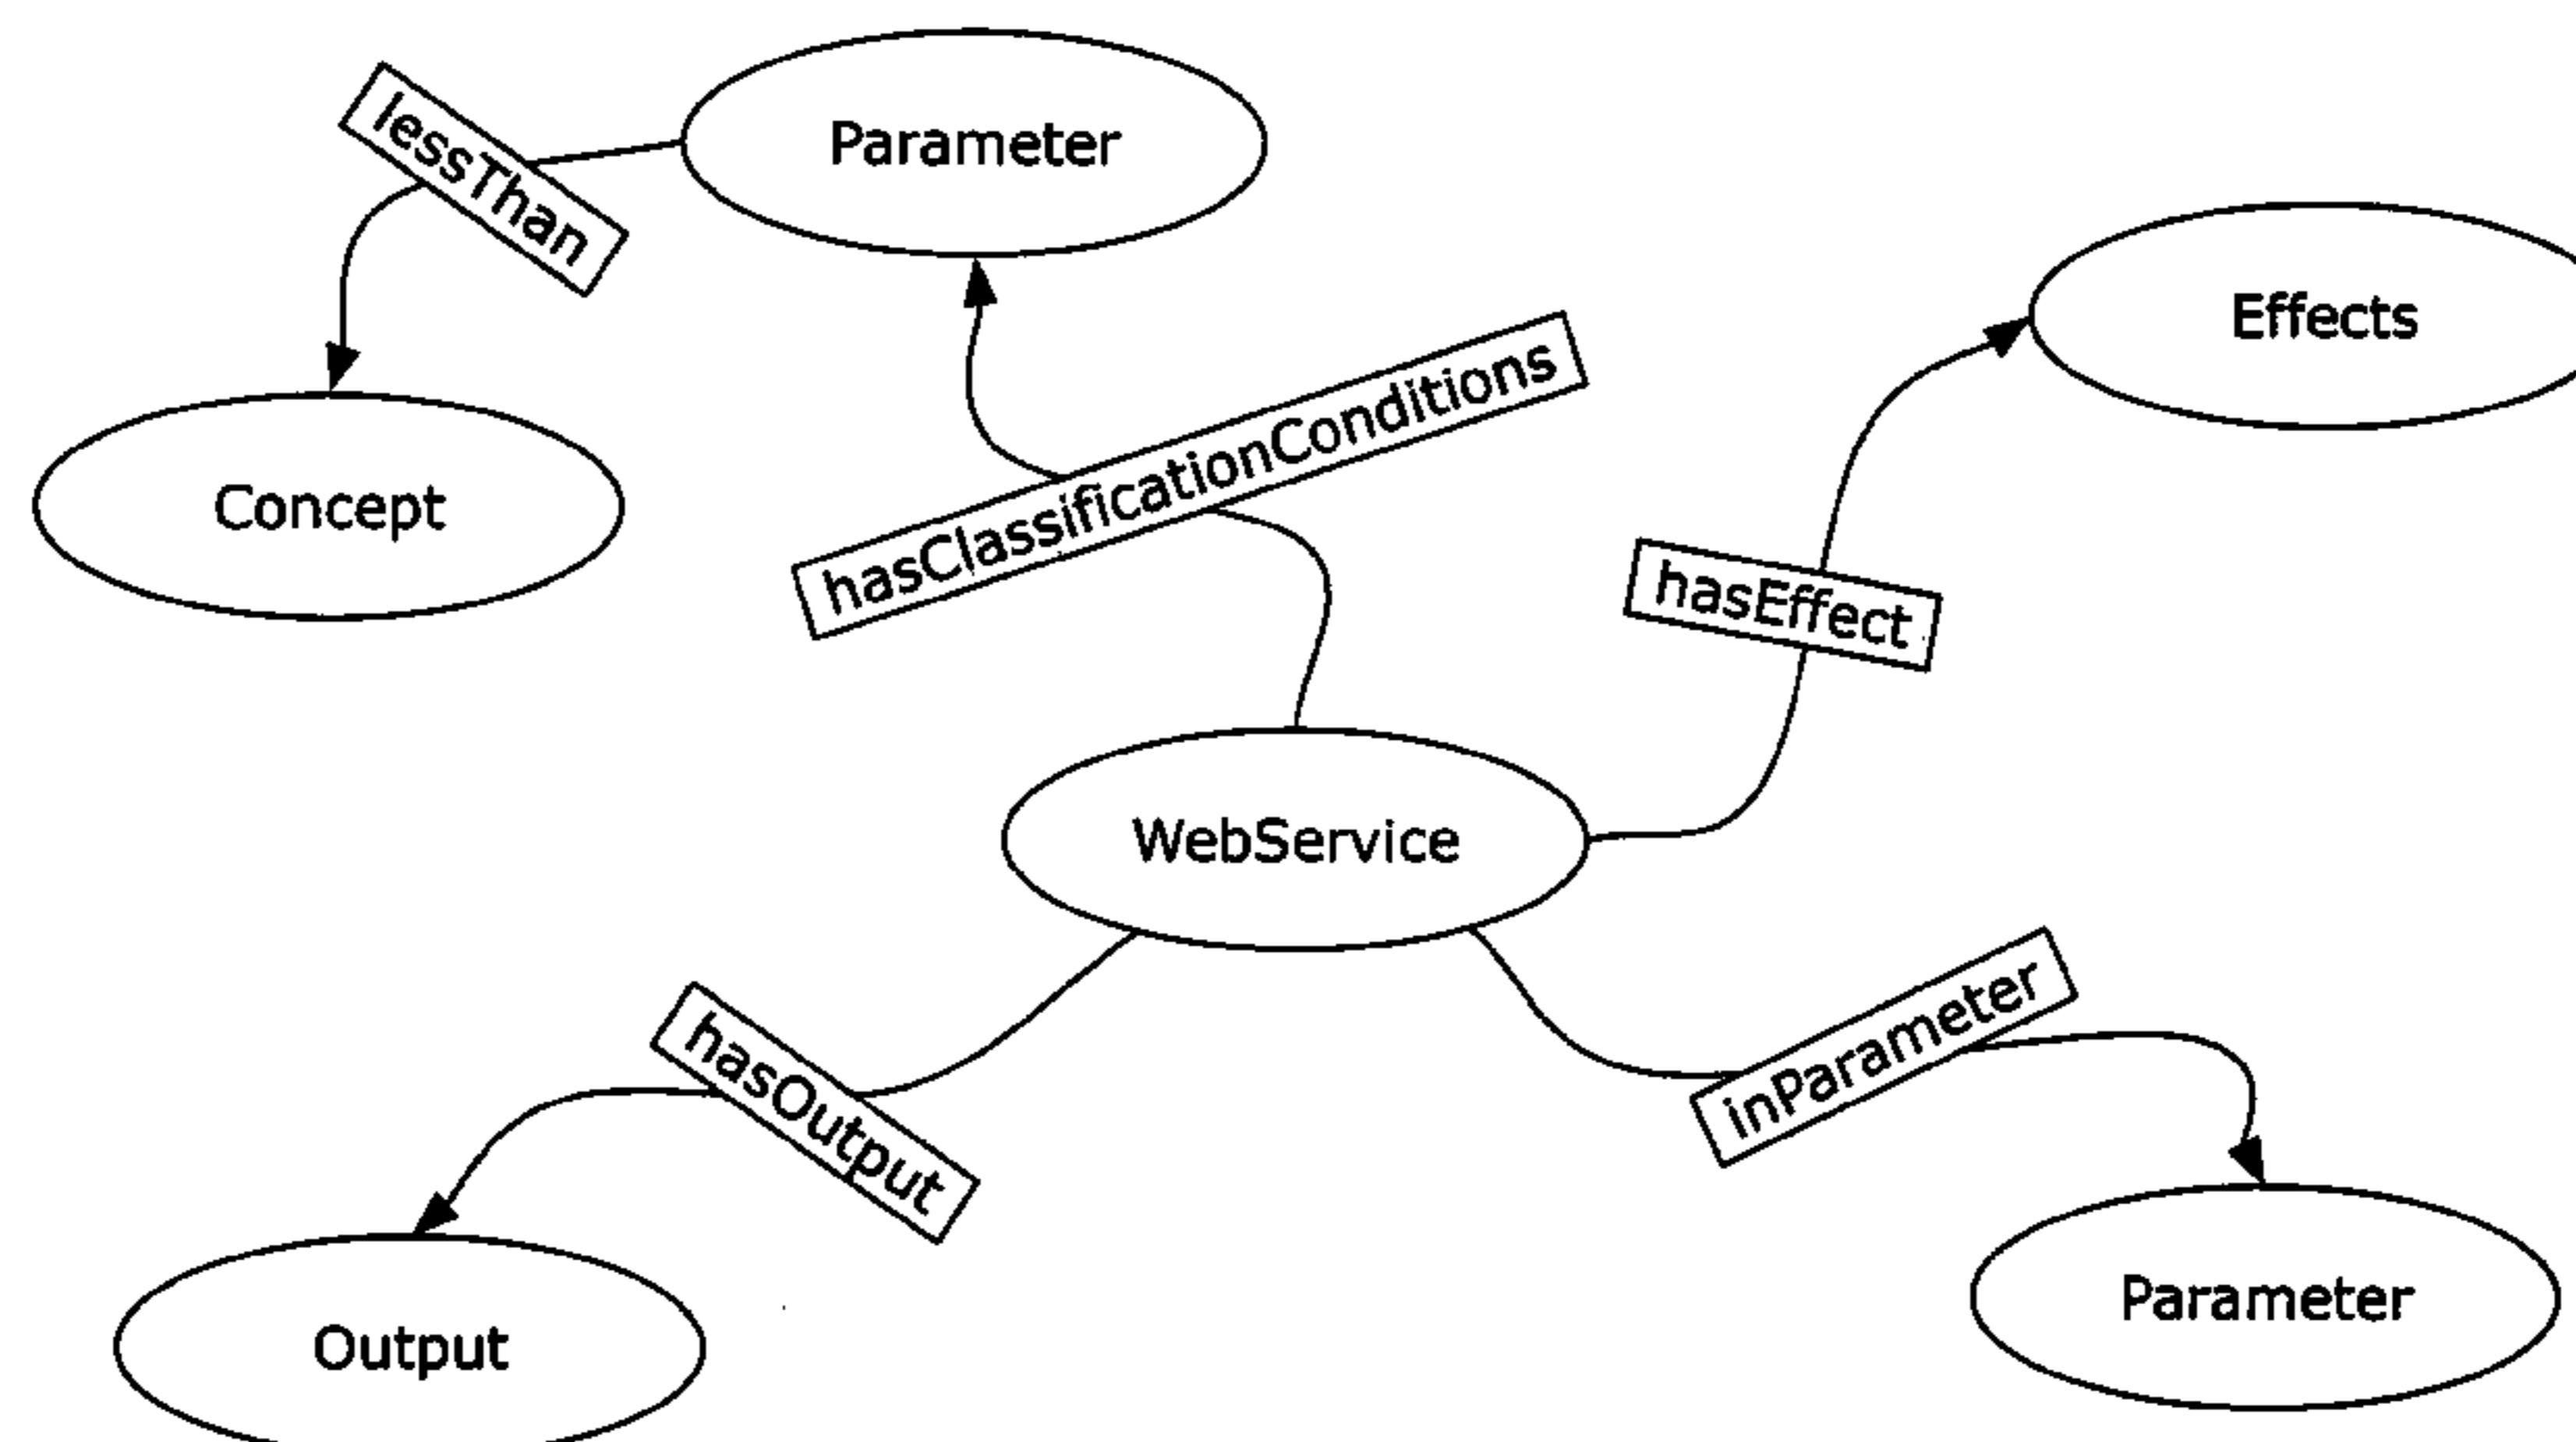 Parameter
lessThan
Effects
hasClassificationConditions
Concept
hasEffect
WebService
inParameter
hasOutput
Parameter
Output